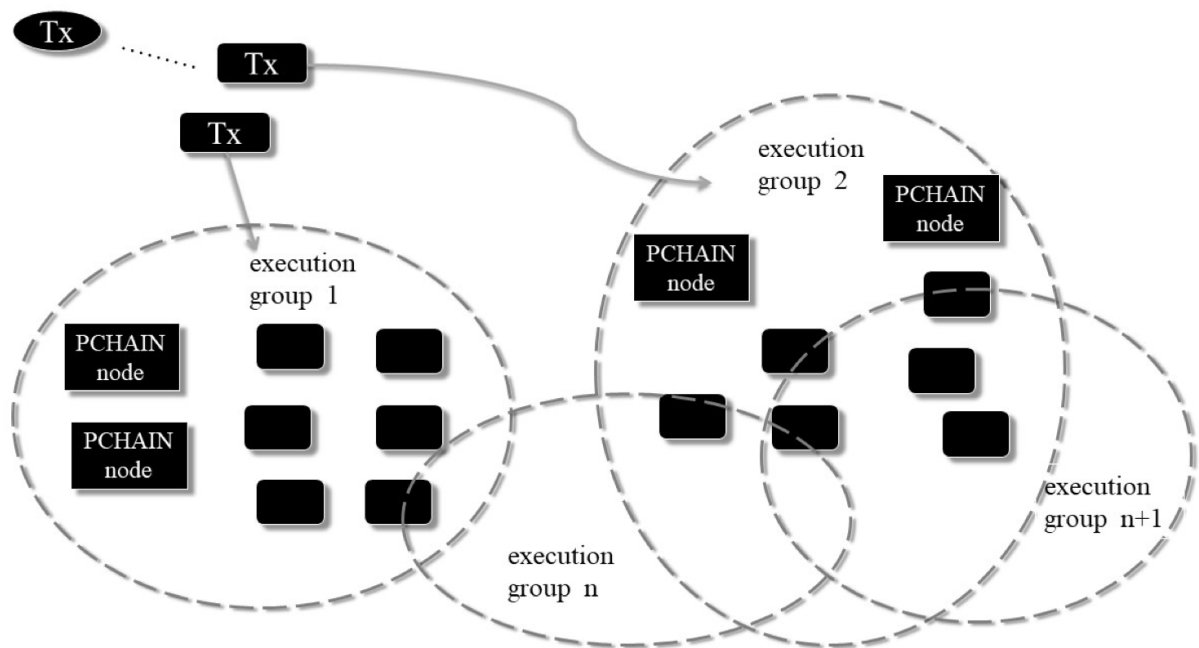 Tx
Tx
Tx
execution
group 2
PCHAIN
node
PCHAIN
node
execution
group 1
PCHAIN
node
PCHAIN
node
execution
group n+1
execution
group n